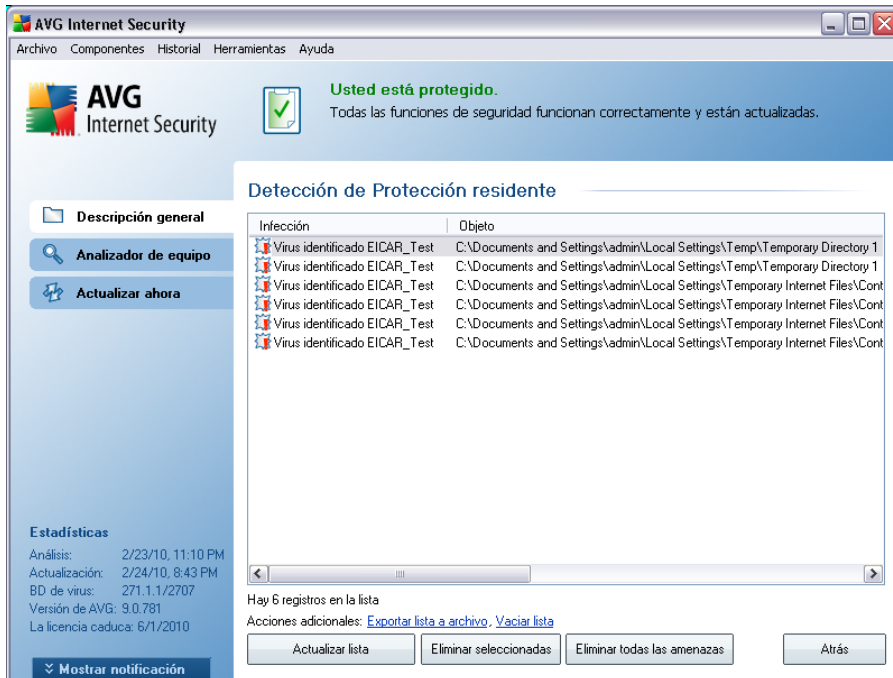 AVG Internet Security
Archivo Componentes Historial Herramientas Ayuda
AVG
Internet Security
Usted está protegido.
Todas las funciones de seguridad funcionan correctamente y están actualizadas.
Descripción general
Analizador de equipo
Actualizar ahora
Detección de Protección residente
Infección Objeto
Virus identificado EICAR_Test C:\Documents and Settings\admin\Local Settings\Temp\Temporary Directory 1
Virus identificado EICAR_Test C:\Documents and Settings\admin\Local Settings\Temp\Temporary Directory 1
Virus identificado EICAR_Test C:\Documents and Settings\admin\Local Settings\Temporary Internet Files\Cont
Virus identificado EICAR_Test C:\Documents and Settings\admin\Local Settings\Temporary Internet Files\Cont
Virus identificado EICAR_Test C:\Documents and Settings\admin\Local Settings\Temporary Internet Files\Cont
Virus identificado EICAR_Test C:\Documents and Settings\admin\Local Settings\Temporary Internet Files\Cont
Estadísticas
Análisis: 2/23/10, 11:10 PM
Actualización: 2/24/10, 8:43 PM
BD de virus: 271.1.1/2707
Versión de AVG: 9.0.781
La licencia caduca: 6/1/2010
Mostrar notificación
Hay 6 registros en la lista
Acciones adicionales: Exportar lista a archivo, Vaciar lista
Actualizar lista Eliminar seleccionadas Eliminar todas las amenazas Atrás